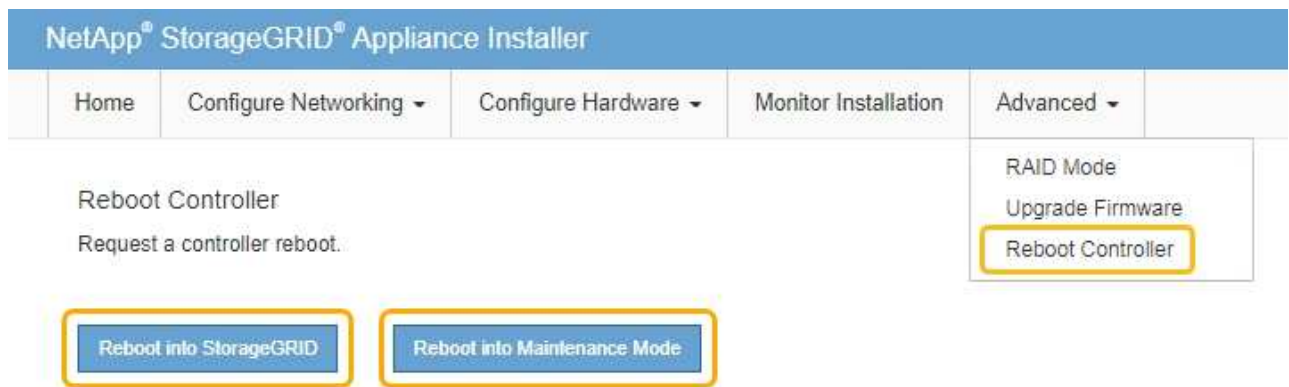 NetApp® StorageGRID® Appliance Installer
Home Configure Networking Configure Hardware Monitor Installation Advanced
RAID Mode
Upgrade Firmware
Reboot Controller
Reboot Controller
Request a controller reboot.
Reboot into StorageGRID Reboot into Maintenance Mode